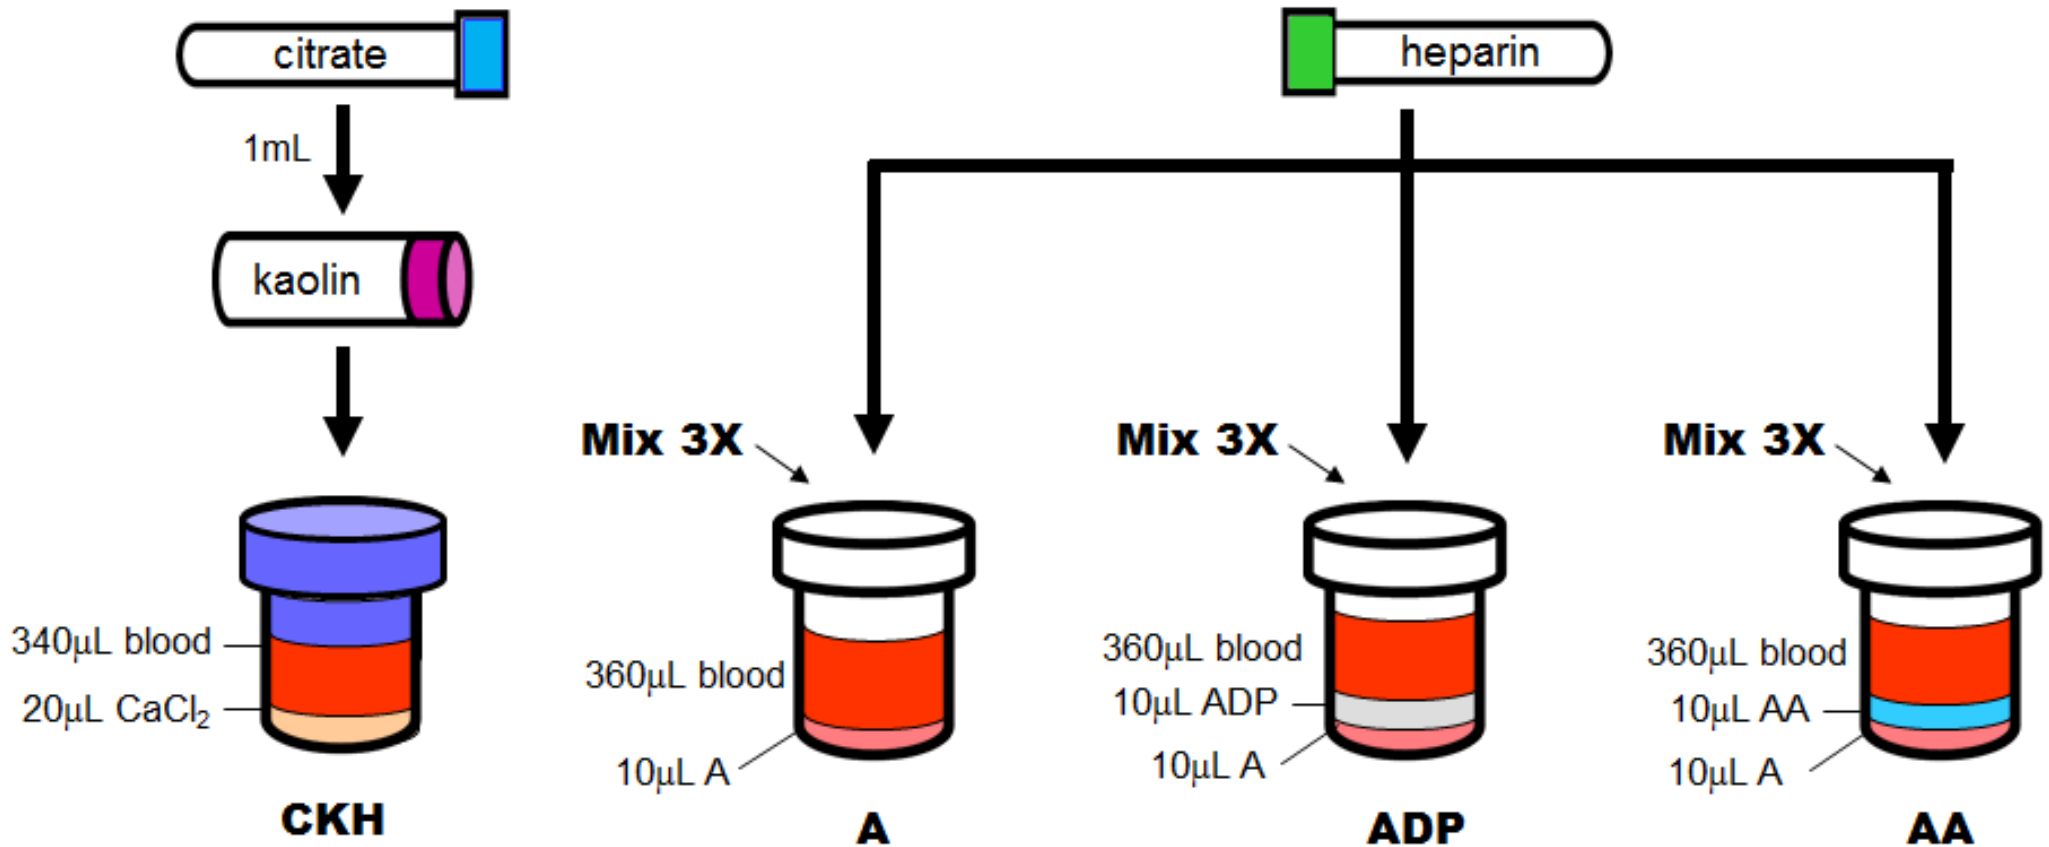 citrate
heparin
1mL
kaolin
Mix 3X
Mix 3X
Mix 3X
340μL blood
20μL CaCl₂
360μL blood
10μL A
360μL blood
10μL ADP
10μL A
360μL blood
10μL AA
10μL A
CKH
A
ADP
AA